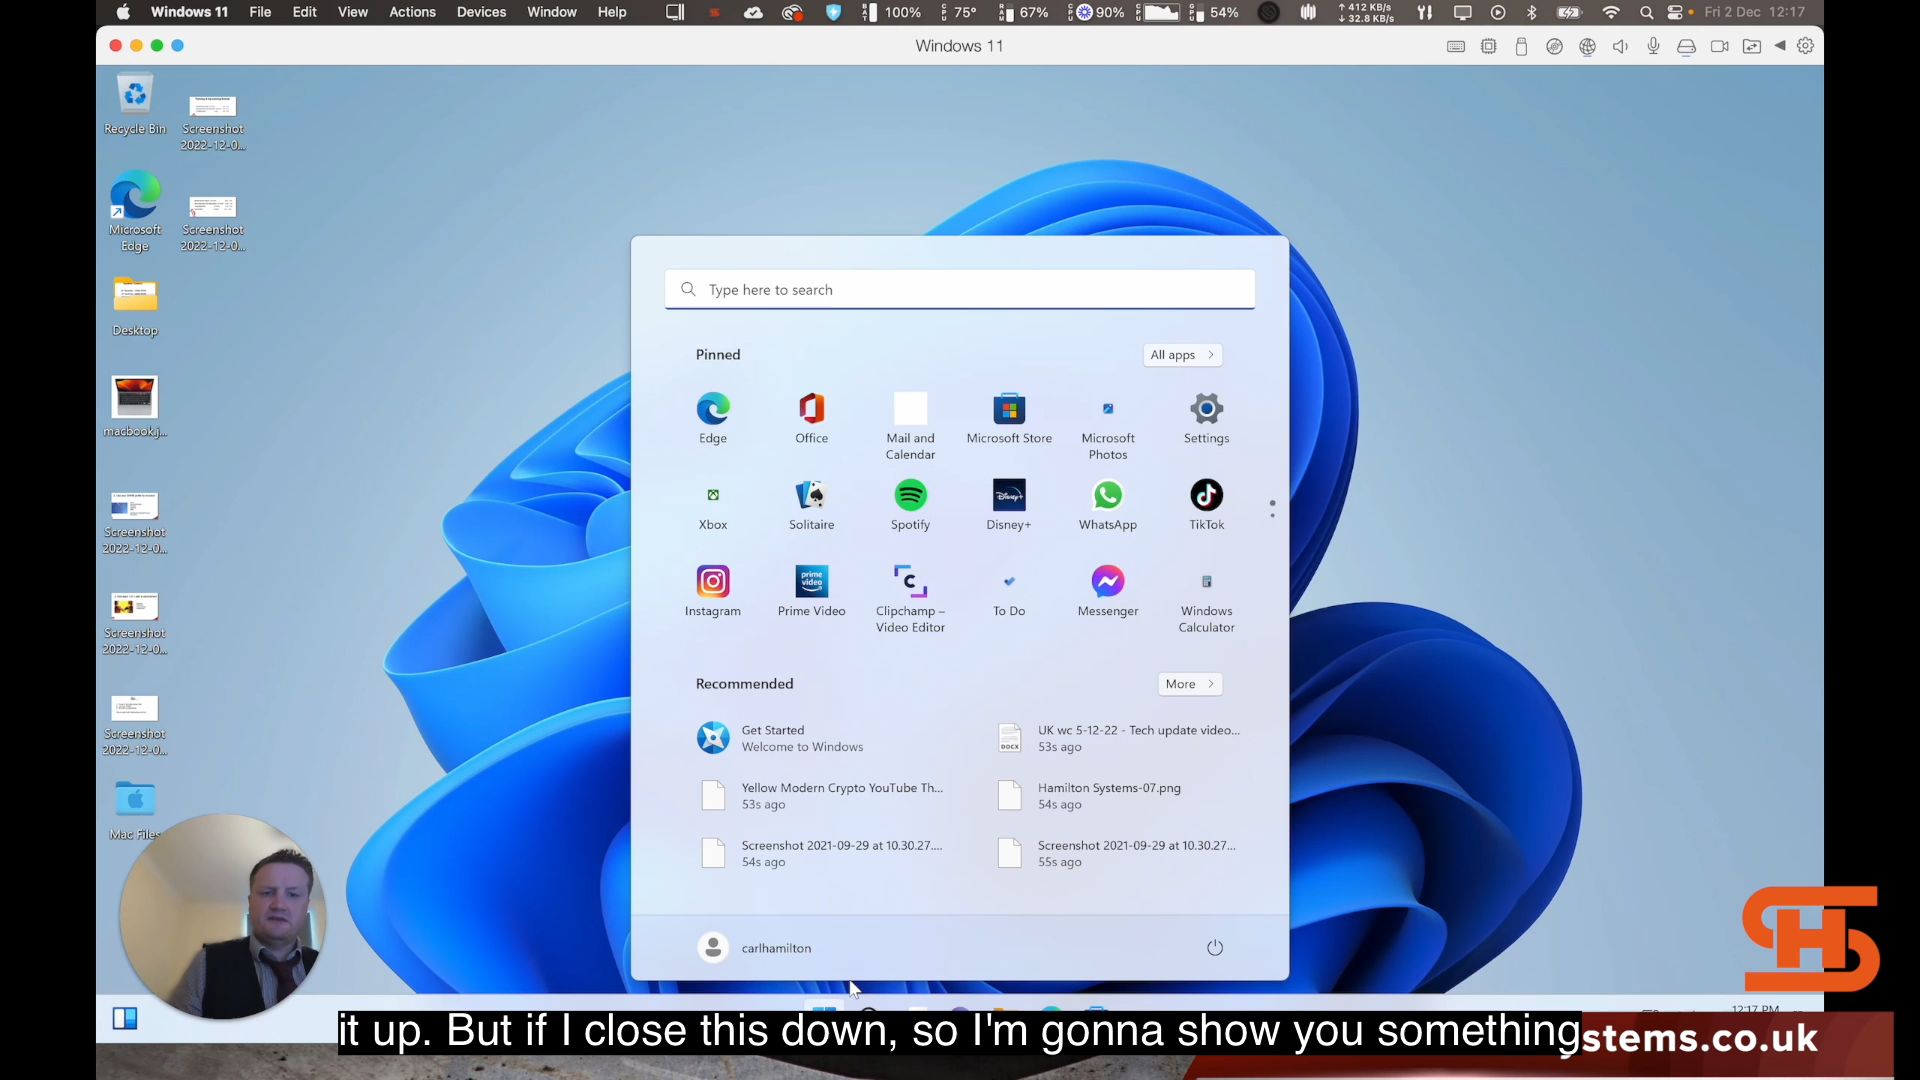 Windows 11 File Edit View Actions Devices Window Help 100% 75° 67% 90% 54% ↑ 412 KB/s ↓ 32.8 KB/s Fri 2 Dec 12:17
Windows 11
Recycle Bin
Screenshot
2022-12-0...
Microsoft
Edge
Screenshot
2022-12-0...
Desktop
macbook.j...
Screenshot
2022-12-0...
Screenshot
2022-12-0...
Screenshot
2022-12-0...
Mac Files
Type here to search
Pinned
All apps
Edge
Office
Mail and
Calendar
Microsoft Store
Microsoft
Photos
Settings
Xbox
Solitaire
Spotify
Disney+
WhatsApp
TikTok
Instagram
prime
video
Prime Video
Clipchamp –
Video Editor
To Do
Messenger
Windows
Calculator
Recommended
More
Get Started
Welcome to Windows
DOCX
UK wc 5-12-22 - Tech update video...
53s ago
Yellow Modern Crypto YouTube Th...
53s ago
Hamilton Systems-07.png
54s ago
Screenshot 2021-09-29 at 10.30.27....
54s ago
Screenshot 2021-09-29 at 10.30.27...
55s ago
carlhamilton
12:17 PM
it up. But if I close this down, so I'm gonna show you something
stems.co.uk